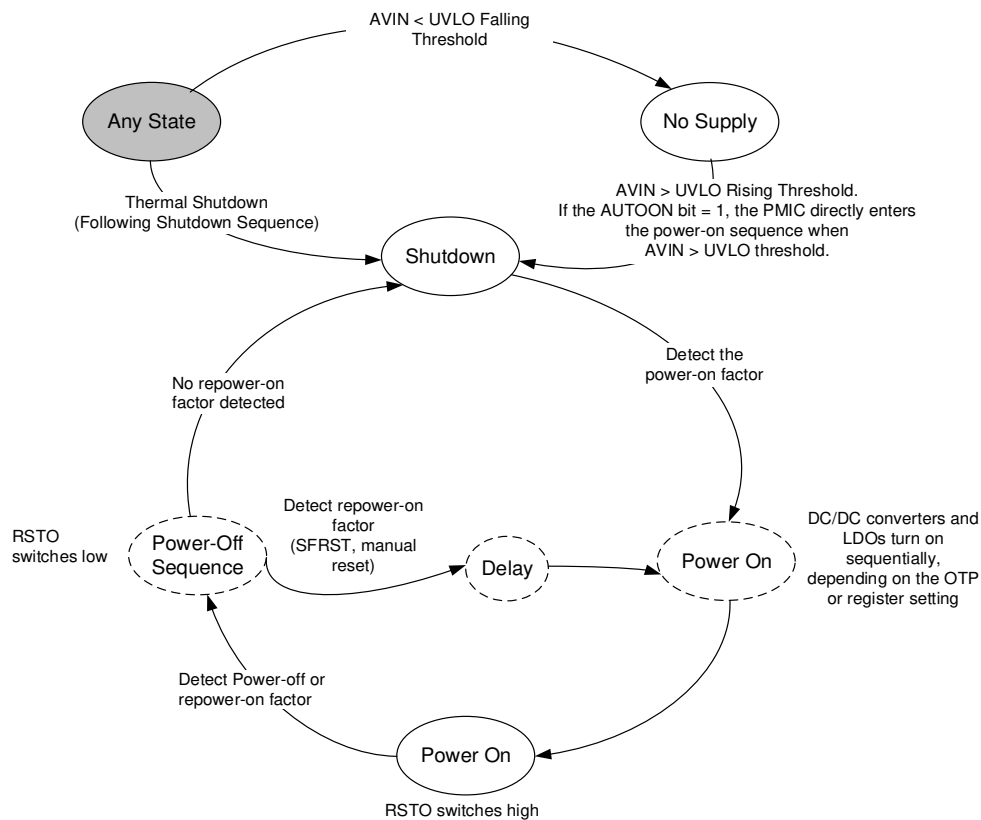 AVIN < UVLO Falling
Threshold
Any State
No Supply
Thermal Shutdown
(Following Shutdown Sequence)
AVIN > UVLO Rising Threshold.
If the AUTOON bit = 1, the PMIC directly enters
the power-on sequence when
AVIN > UVLO threshold.
Shutdown
Detect the
power-on factor
No repower-on
factor detected
RSTO
switches low
Power-Off
Sequence
Detect repower-on
factor
(SFRST, manual
reset)
Delay
Power On
DC/DC converters and
LDOs turn on
sequentially,
depending on the OTP
or register setting
Detect Power-off or
repower-on factor
Power On
RSTO switches high